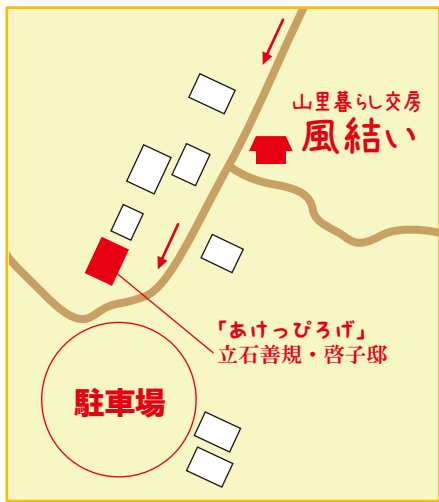 山里暮らし交房
風結い
「あけっぴろげ」
立石善規・啓子邸
駐車場